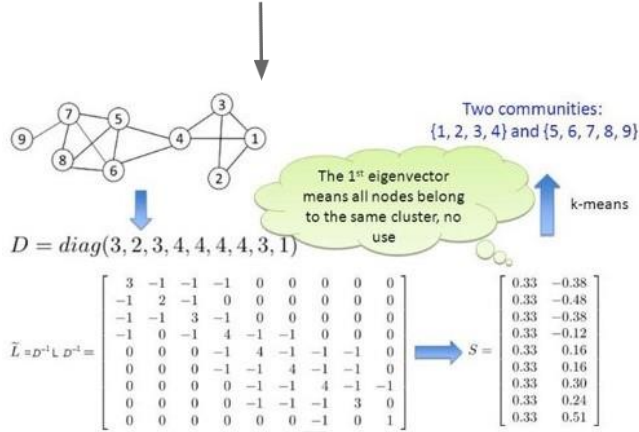 3
7
5
9
4
1
8
6
2
Two communities:
{1, 2, 3, 4} and {5, 6, 7, 8, 9}
The 1st eigenvector
means all nodes belong
to the same cluster, no
use
k-means
D = diag(3, 2, 3, 4, 4, 4, 4, 3, 1)
L̃ = D⁻¹ L D⁻¹ =
3 −1 −1 −1 0 0 0 0 0
−1 2 −1 0 0 0 0 0 0
−1 −1 3 −1 0 0 0 0 0
−1 0 −1 4 −1 −1 0 0 0
0 0 0 −1 4 −1 −1 −1 0
0 0 0 −1 −1 4 −1 −1 0
0 0 0 0 −1 −1 4 −1 −1
0 0 0 0 −1 −1 −1 3 0
0 0 0 0 0 0 −1 0 1
S =
0.33 −0.38
0.33 −0.48
0.33 −0.38
0.33 −0.12
0.33 0.16
0.33 0.16
0.33 0.30
0.33 0.24
0.33 0.51